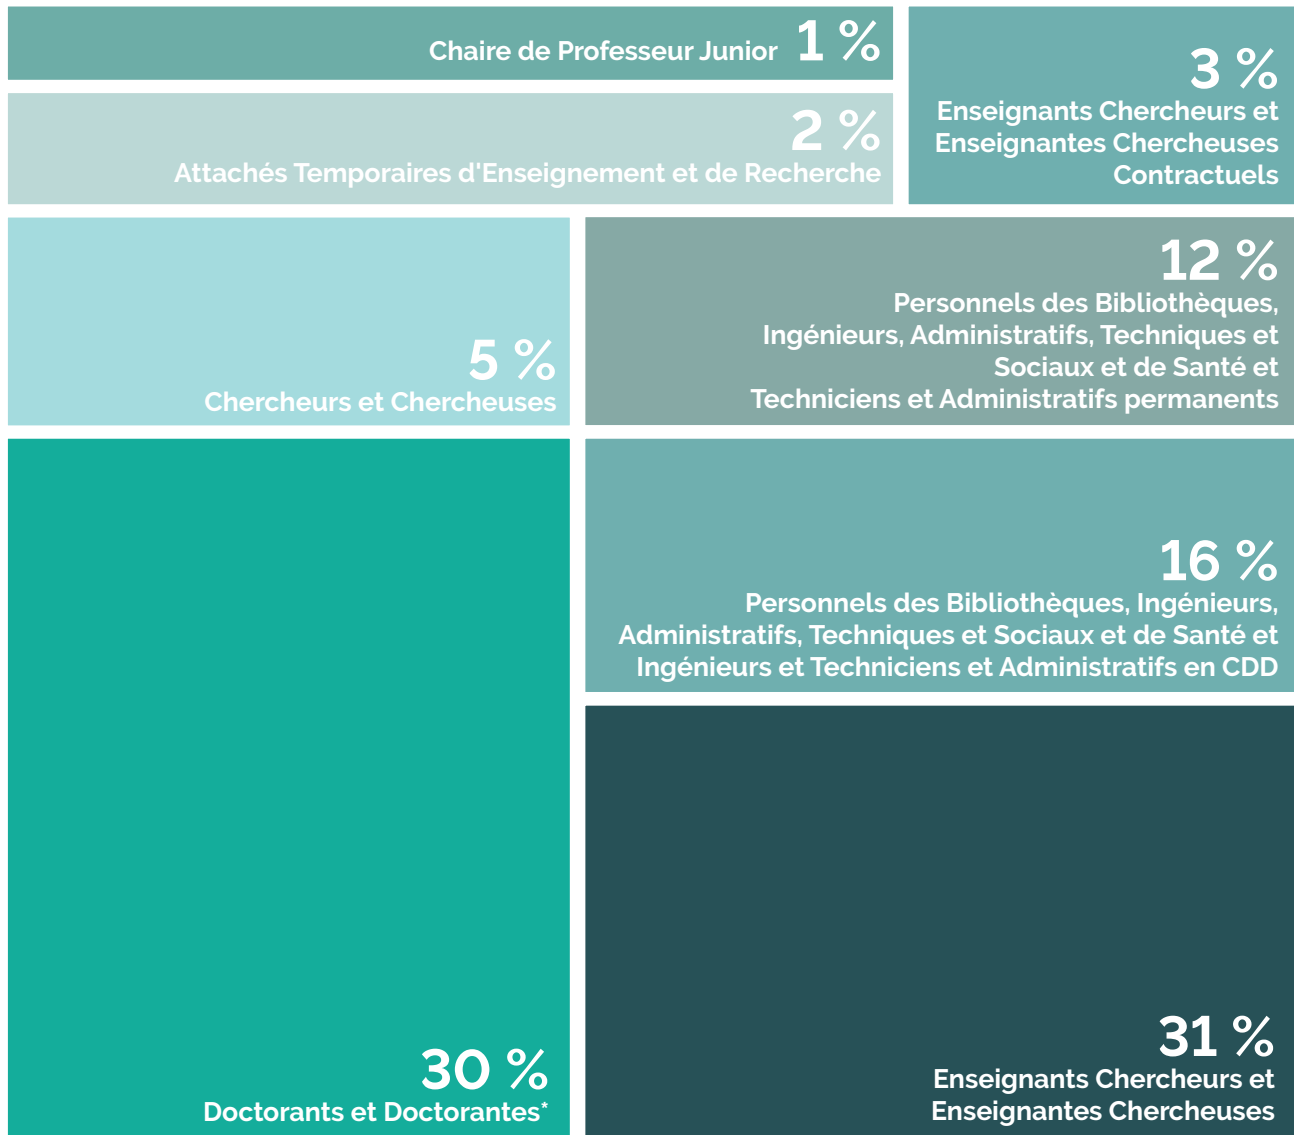 Chaire de Professeur Junior 1 %
2 %
Attachés Temporaires d'Enseignement et de Recherche
3 %
Enseignants Chercheurs et
Enseignantes Chercheuses
Contractuels
5 %
Chercheurs et Chercheuses
12 %
Personnels des Bibliothèques,
Ingénieurs, Administratifs, Techniques et
Sociaux et de Santé et
Techniciens et Administratifs permanents
30 %
Doctorants et Doctorantes*
16 %
Personnels des Bibliothèques, Ingénieurs,
Administratifs, Techniques et Sociaux et de Santé et
Ingénieurs et Techniciens et Administratifs en CDD
31 %
Enseignants Chercheurs et
Enseignantes Chercheuses